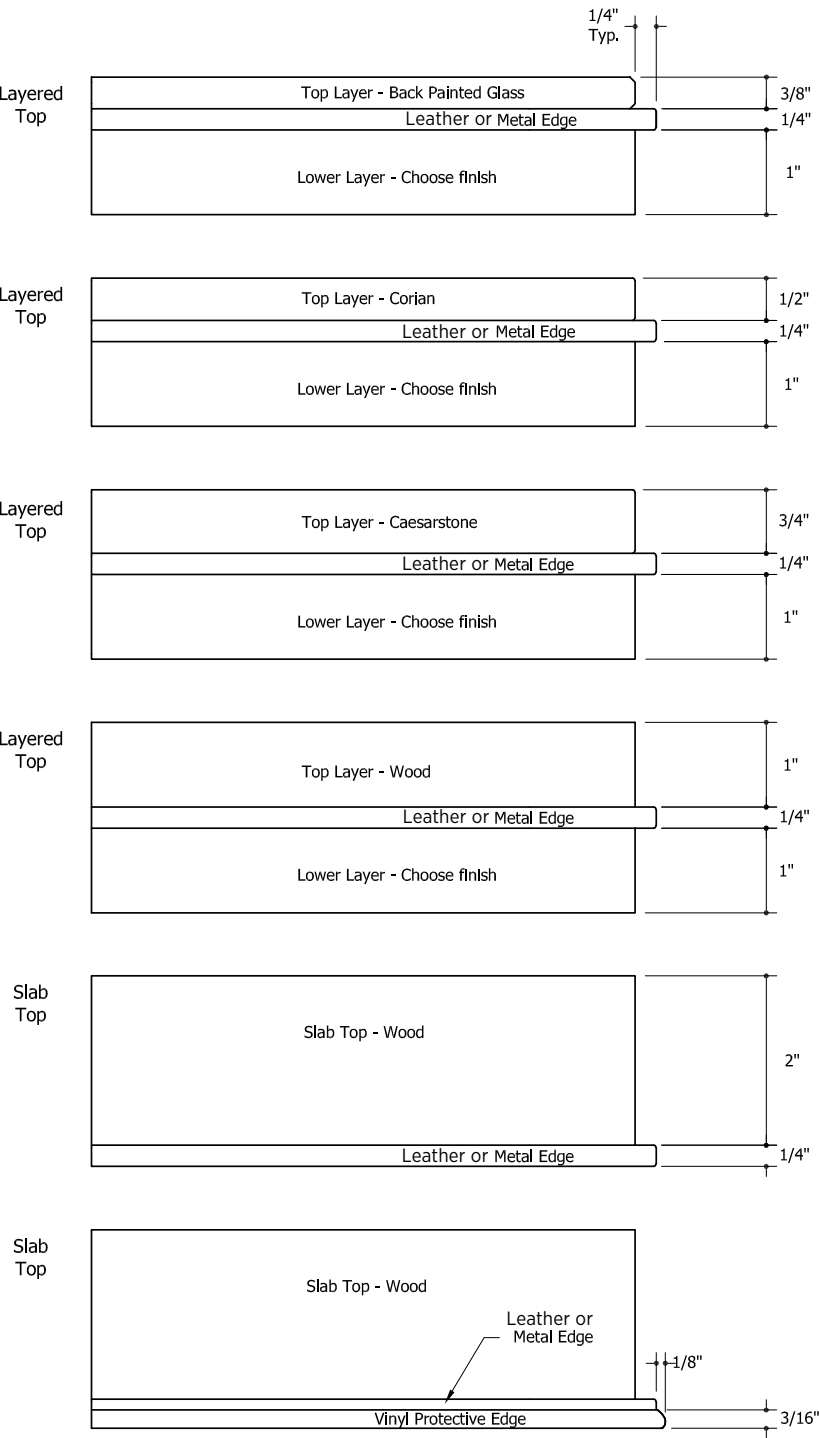 1/4"
Typ.
Layered
Top
Top Layer - Back Painted Glass
3/8"
Leather or Metal Edge
1/4"
Lower Layer - Choose finish
1"
Layered
Top
Top Layer - Corian
1/2"
Leather or Metal Edge
1/4"
Lower Layer - Choose finish
1"
Layered
Top
Top Layer - Caesarstone
3/4"
Leather or Metal Edge
1/4"
Lower Layer - Choose finish
1"
Layered
Top
Top Layer - Wood
1"
Leather or Metal Edge
1/4"
Lower Layer - Choose finish
1"
Slab
Top
Slab Top - Wood
2"
Leather or Metal Edge
1/4"
Slab
Top
Slab Top - Wood
Leather or
Metal Edge
1/8"
Vinyl Protective Edge
3/16"